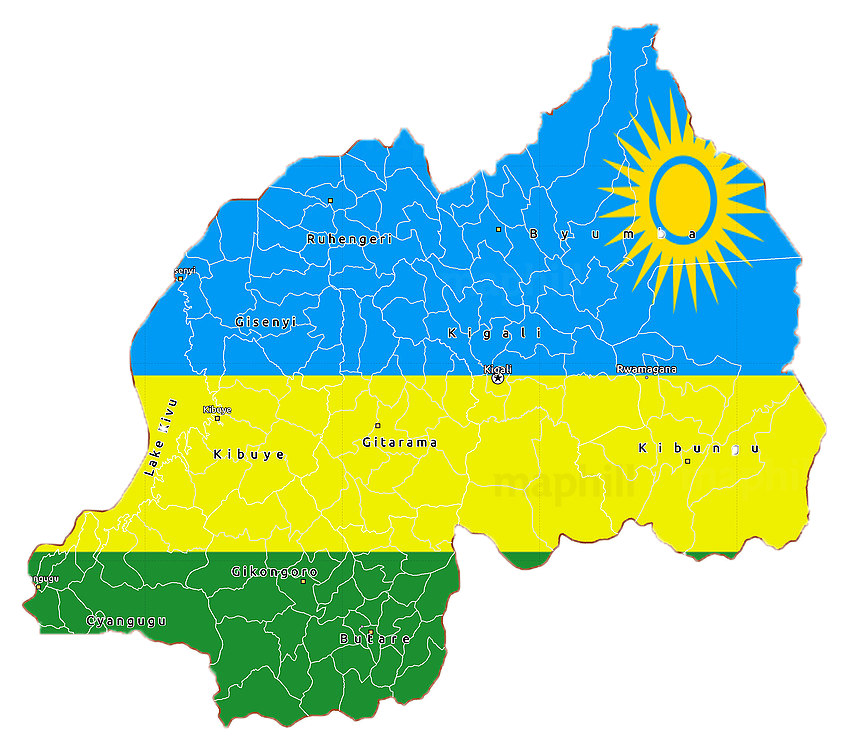 Ruhengeri
Byumba
senyi
Gisenyi
Kigali
Kigali
Rwamagana
Lake Kivu
Kibuye
Kibuye
Gitarama
Kibungu
maphill
Gikongoro
ngugu
Cyangugu
Butare